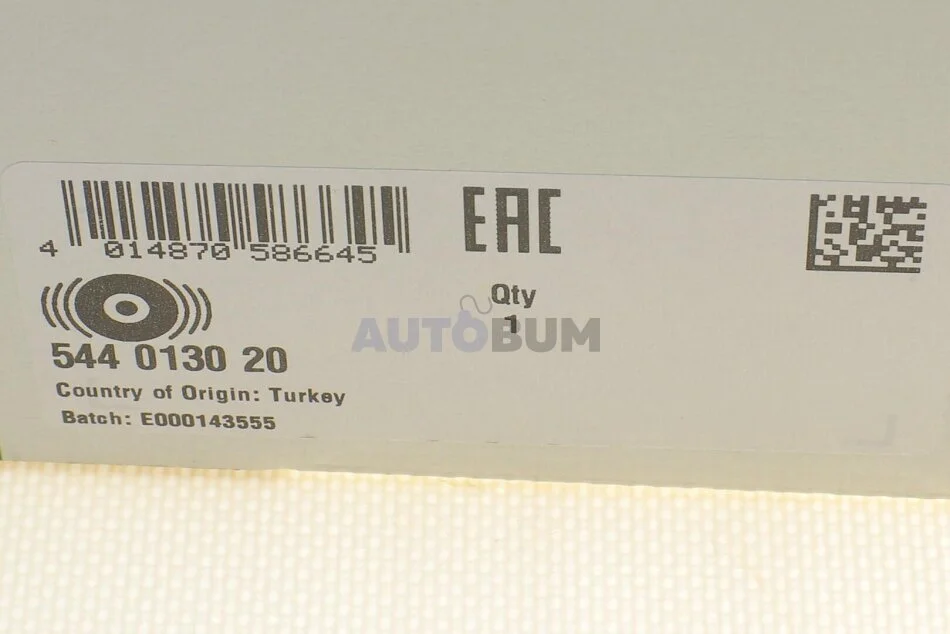 4 014870 586645
EAC
Qty
1
AUTOBUM
544 0130 20
Country of Origin: Turkey
Batch: E000143555